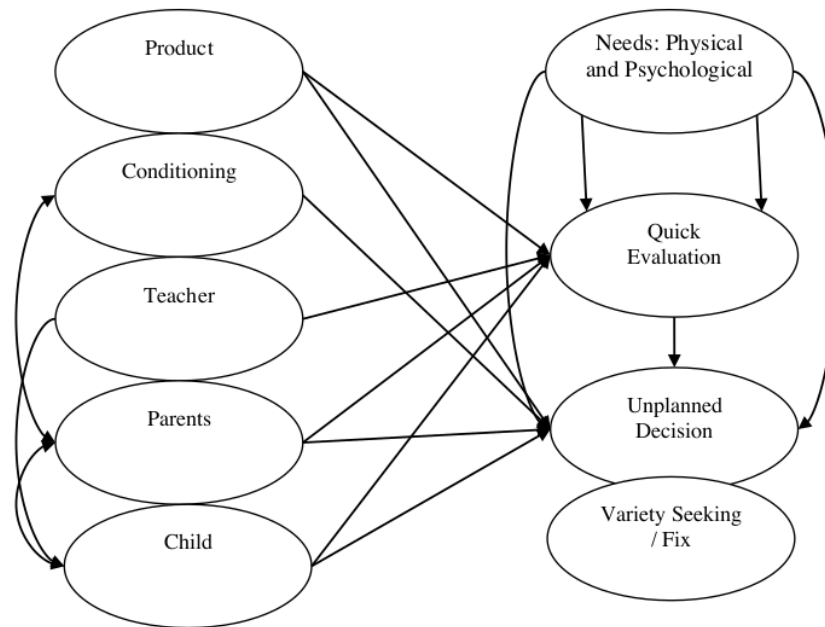 Product
Conditioning
Teacher
Parents
Child
Needs: Physical
and Psychological
Quick
Evaluation
Unplanned
Decision
Variety Seeking
/ Fix